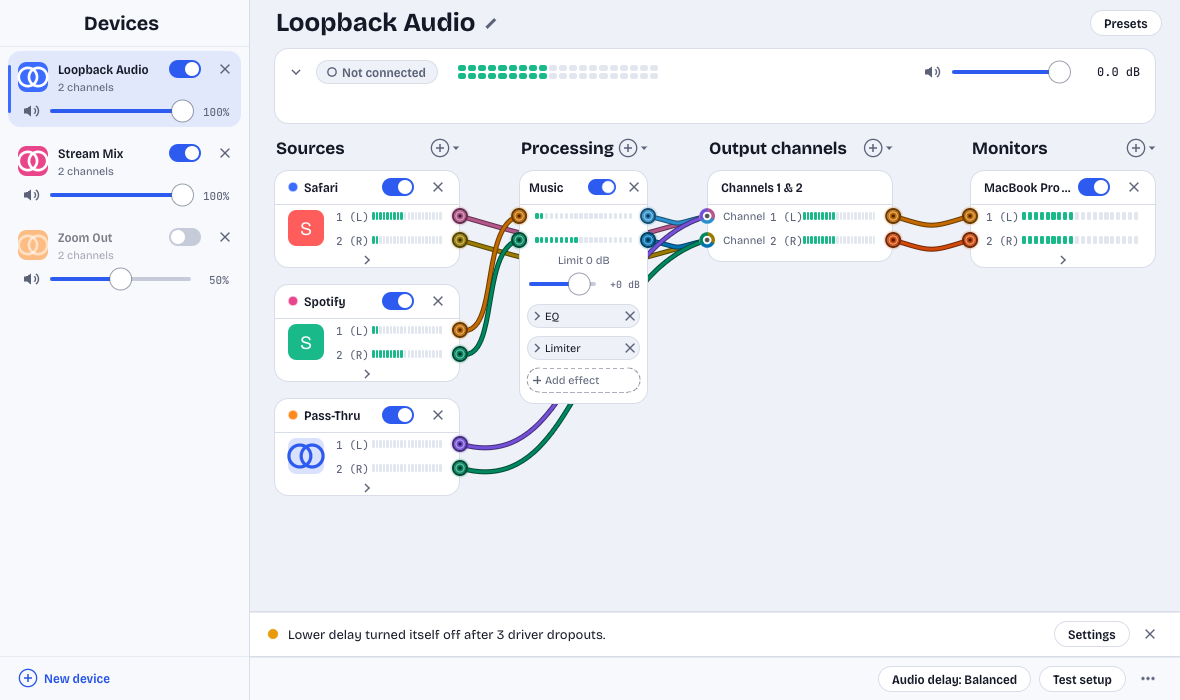 Devices
Loopback Audio
2 channels
100%
Stream Mix
2 channels
100%
Zoom Out
2 channels
50%
New device
Loopback Audio
Presets
Not connected
0.0 dB
Sources
Processing
Output channels
Monitors
Safari
S
1 (L)
2 (R)
Spotify
S
1 (L)
2 (R)
Pass-Thru
1 (L)
2 (R)
Music
Limit 0 dB
+0 dB
EQ
Limiter
Add effect
Channels 1 & 2
Channel 1 (L)
Channel 2 (R)
MacBook Pro...
1 (L)
2 (R)
Lower delay turned itself off after 3 driver dropouts.
Settings
Audio delay: Balanced
Test setup